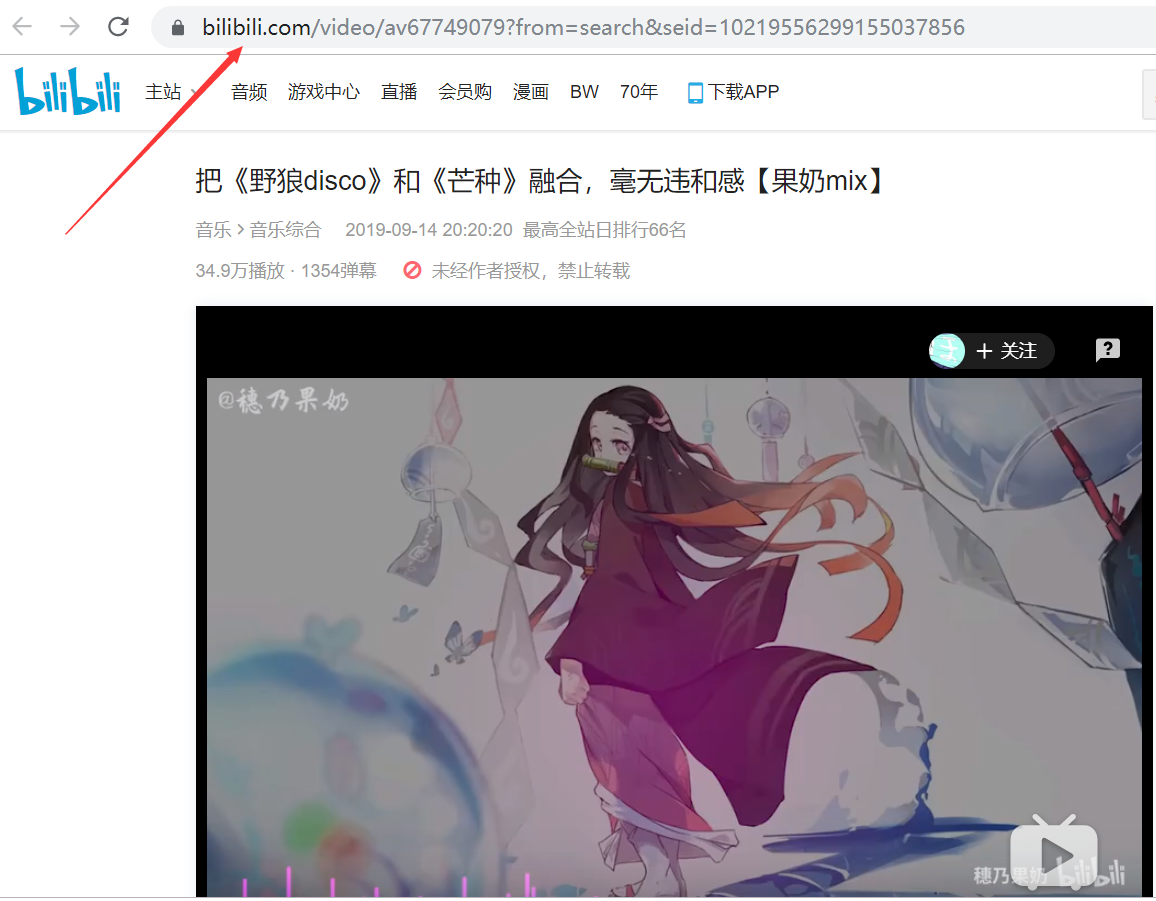 bilibili.com/video/av67749079?from=search&seid=10219556299155037856
bilibili 主站 音频 游戏中心 直播 会员购 漫画 BW 70年 下载APP
把《野狼disco》和《芒种》融合，毫无违和感【果奶mix】
音乐 > 音乐综合 2019-09-14 20:20:20 最高全站日排行66名
34.9万播放 · 1354弹幕 未经作者授权，禁止转载
+ 关注 ?
@穗乃果奶
穗乃果奶 bilibili